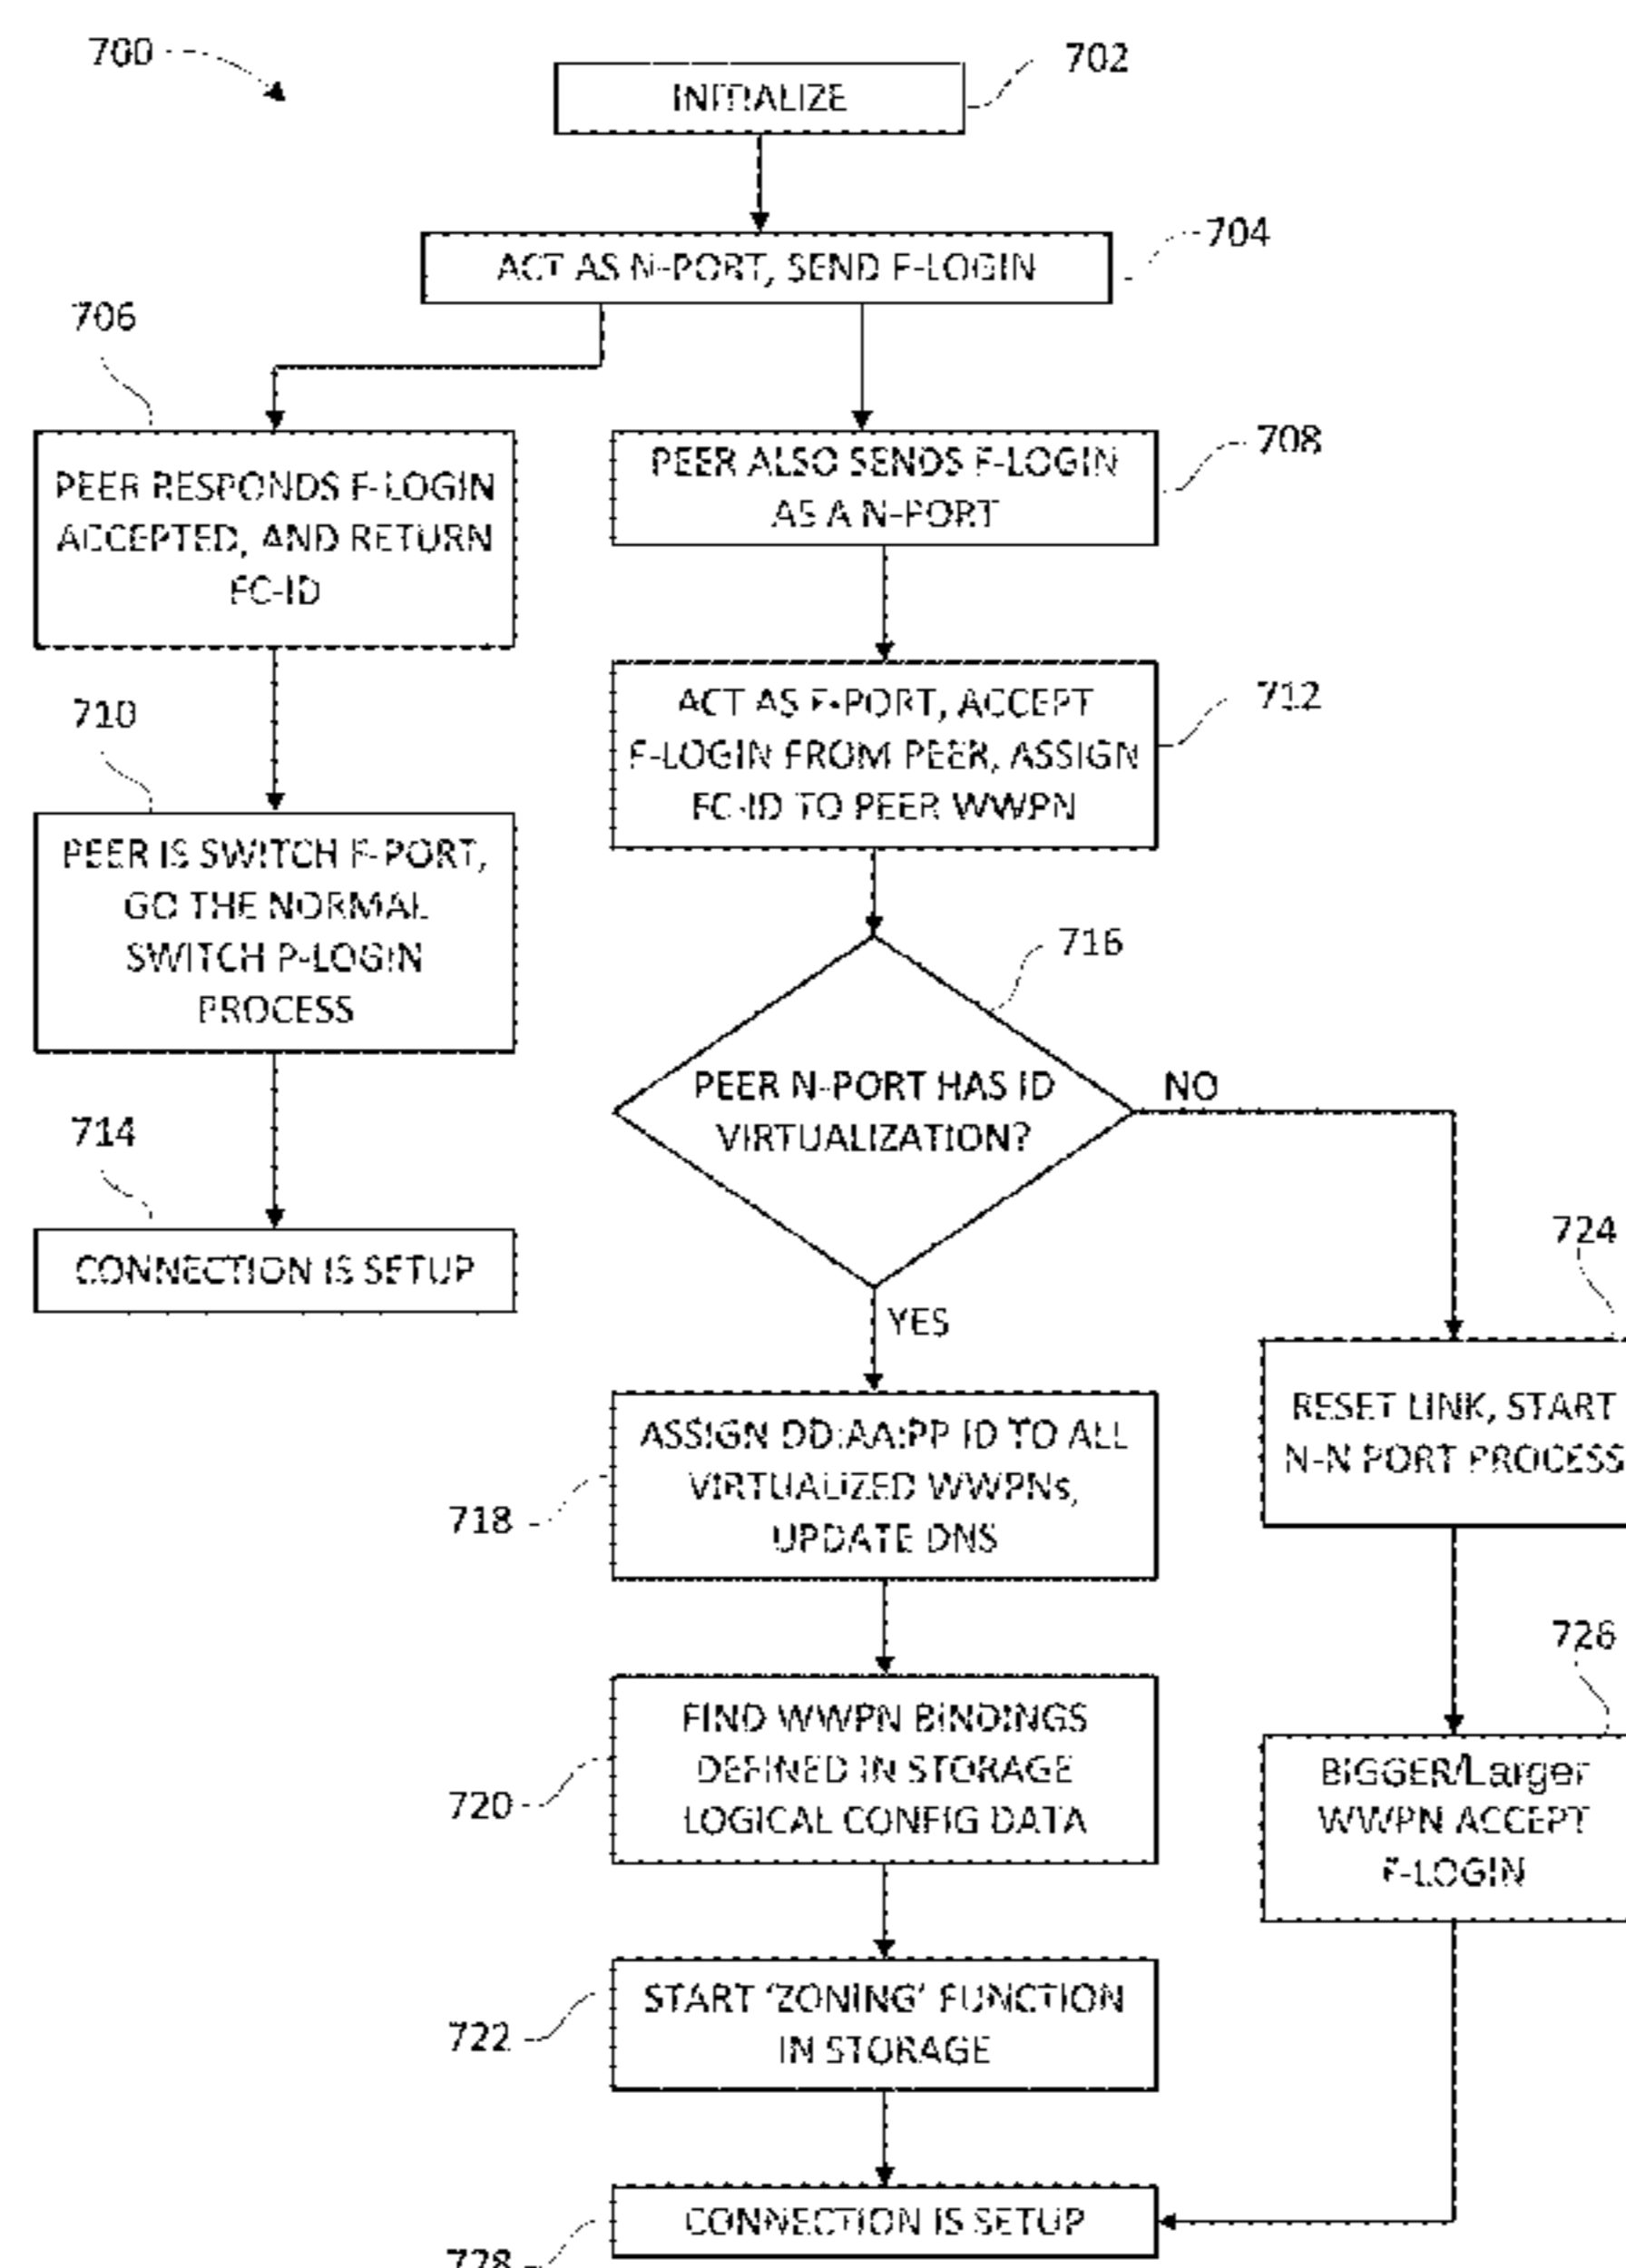 700
702
INITIALIZE
704
ACT AS N-PORT, SEND F-LOGIN
706
PEER RESPONDS F-LOGIN
ACCEPTED, AND RETURN
FC-ID
708
PEER ALSO SENDS F-LOGIN
AS A N-PORT
710
PEER IS SWITCH F-PORT,
GO THE NORMAL
SWITCH P-LOGIN
PROCESS
712
ACT AS F-PORT, ACCEPT
F-LOGIN FROM PEER, ASSIGN
FC-ID TO PEER WWPN
714
CONNECTION IS SETUP
716
PEER N-PORT HAS ID
VIRTUALIZATION?
NO
YES
718
ASSIGN DD:AA:PP ID TO ALL
VIRTUALIZED WWPNs,
UPDATE DNS
724
RESET LINK, START
N-N PORT PROCESS
720
FIND WWPN BINDINGS
DEFINED IN STORAGE
LOGICAL CONFIG DATA
726
BIGGER/Larger
WWPN ACCEPT
F-LOGIN
722
START ‘ZONING’ FUNCTION
IN STORAGE
CONNECTION IS SETUP
728